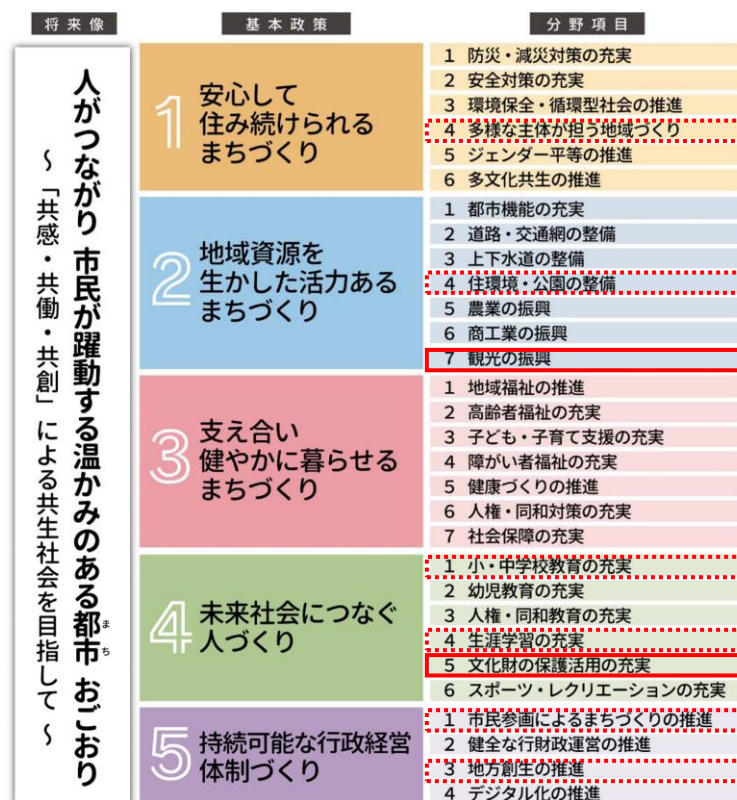 将来像
基本政策
分野項目
人がつながり 市民が躍動する温かみのある都市 おごおり
まち
～「共感・共働・共創」による共生社会を目指して～
1
安心して
住み続けられる
まちづくり
1 防災・減災対策の充実
2 安全対策の充実
3 環境保全・循環型社会の推進
4 多様な主体が担う地域づくり
5 ジェンダー平等の推進
6 多文化共生の推進
2
地域資源を
生かした活力ある
まちづくり
1 都市機能の充実
2 道路・交通網の整備
3 上下水道の整備
4 住環境・公園の整備
5 農業の振興
6 商工業の振興
7 観光の振興
3
支え合い
健やかに暮らせる
まちづくり
1 地域福祉の推進
2 高齢者福祉の充実
3 子ども・子育て支援の充実
4 障がい者福祉の充実
5 健康づくりの推進
6 人権・同和対策の充実
7 社会保障の充実
4
未来社会につなぐ
人づくり
1 小・中学校教育の充実
2 幼児教育の充実
3 人権・同和教育の充実
4 生涯学習の充実
5 文化財の保護活用の充実
6 スポーツ・レクリエーションの充実
5
持続可能な行政経営
体制づくり
1 市民参画によるまちづくりの推進
2 健全な行財政運営の推進
3 地方創生の推進
4 デジタル化の推進